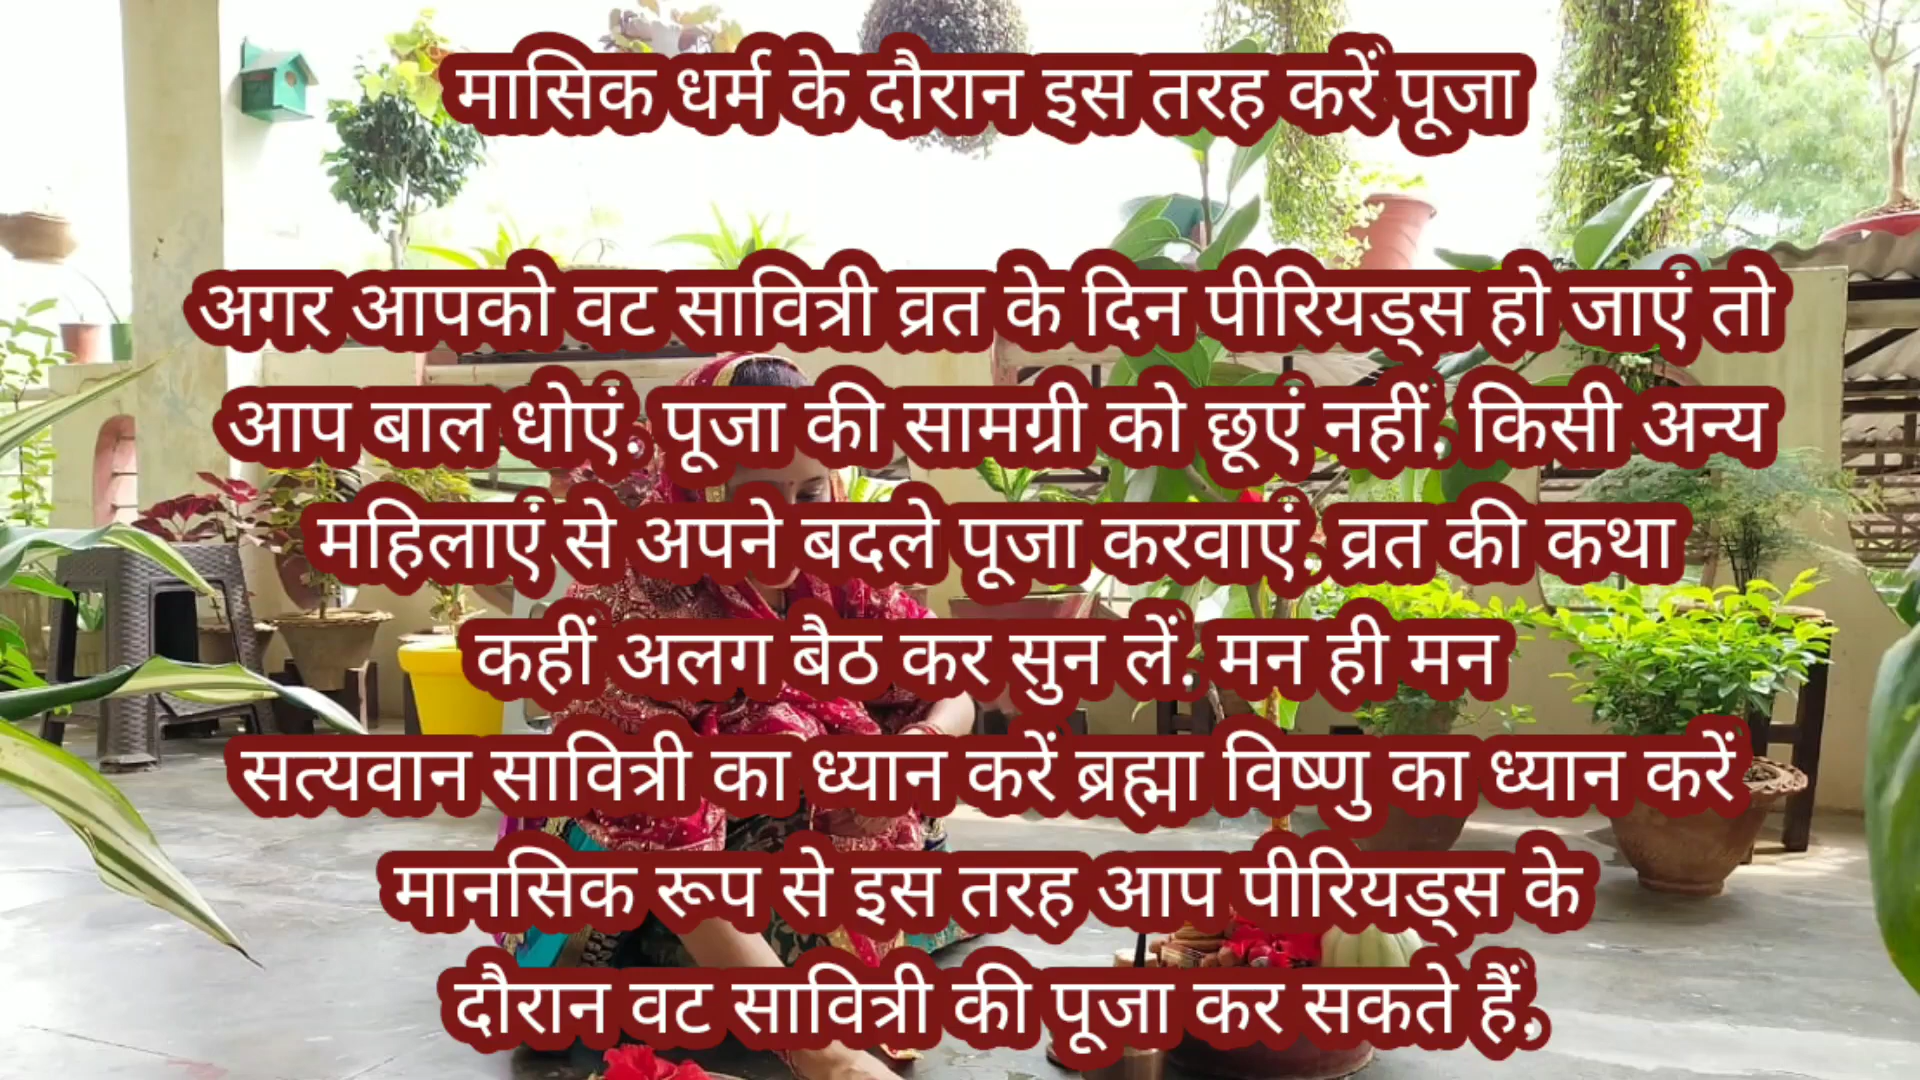 मासिक धर्म के दौरान इस तरह करें पूजा
अगर आपको वट सावित्री व्रत के दिन पीरियड्स हो जाएं तो
आप बाल धोएं. पूजा की सामग्री को छूएं नहीं. किसी अन्य
महिलाएं से अपने बदले पूजा करवाएं. व्रत की कथा
कहीं अलग बैठ कर सुन लें. मन ही मन
सत्यवान सावित्री का ध्यान करें ब्रह्मा विष्णु का ध्यान करें
मानसिक रूप से इस तरह आप पीरियड्स के
दौरान वट सावित्री की पूजा कर सकते हैं.